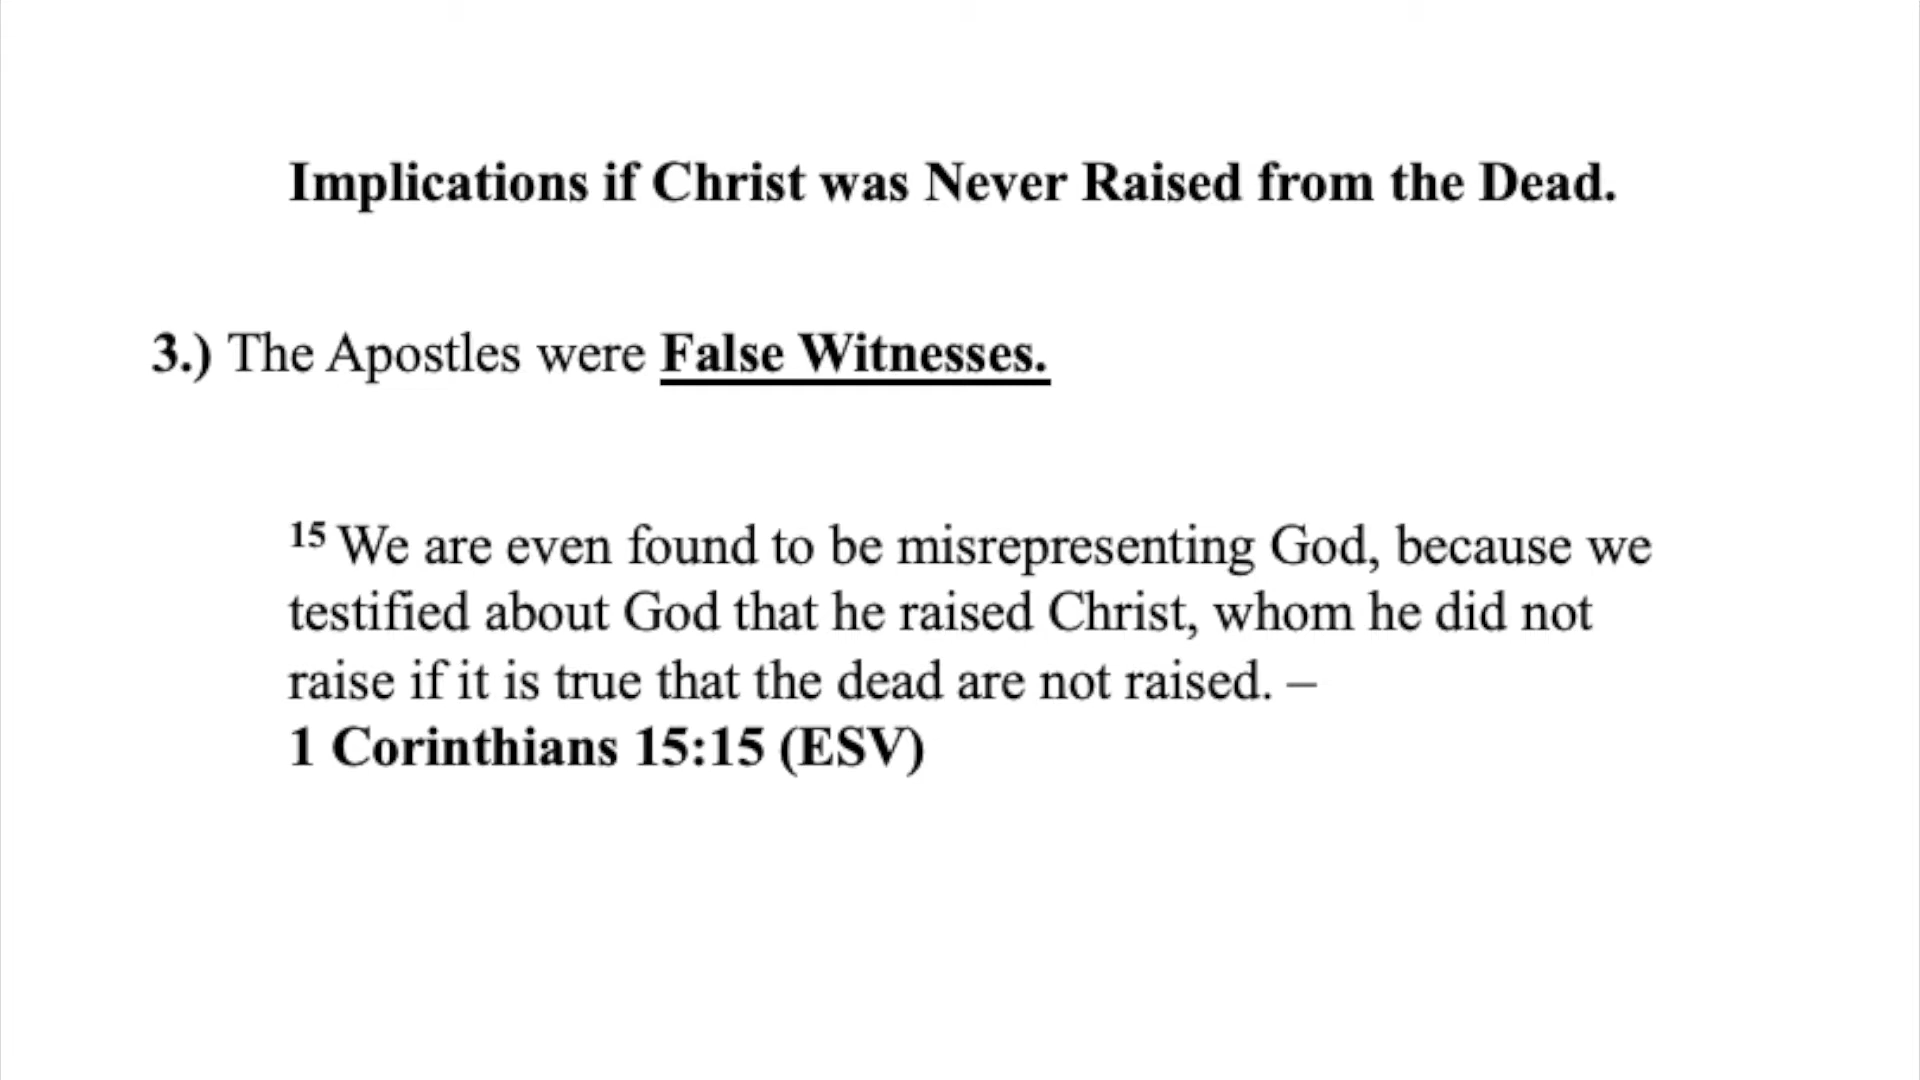 Implications if Christ was Never Raised from the Dead.
3.) The Apostles were False Witnesses.
15 We are even found to be misrepresenting God, because we
testified about God that he raised Christ, whom he did not
raise if it is true that the dead are not raised. –
1 Corinthians 15:15 (ESV)